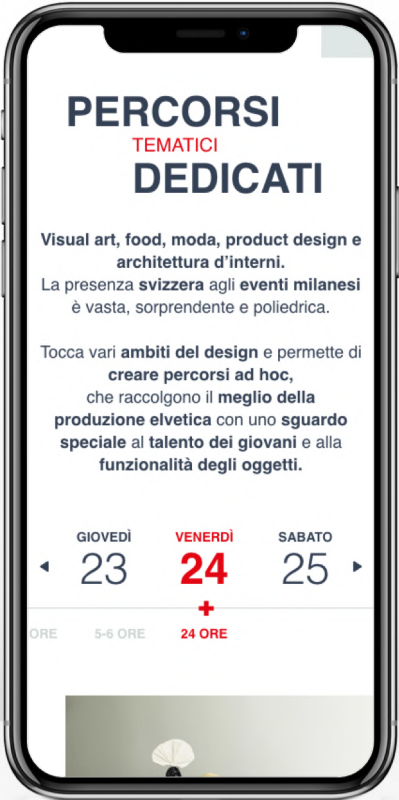 PERCORSI
TEMATICI
DEDICATI
Visual art, food, moda, product design e
architettura d'interni.
La presenza svizzera agli eventi milanesi
è vasta, sorprendente e poliedrica.
Tocca vari ambiti del design e permette di
creare percorsi ad hoc,
che raccolgono il meglio della
produzione elvetica con uno sguardo
speciale al talento dei giovani e alla
funzionalità degli oggetti.
GIOVEDÌ VENERDÌ SABATO
23 24 25
ORE 5-6 ORE 24 ORE